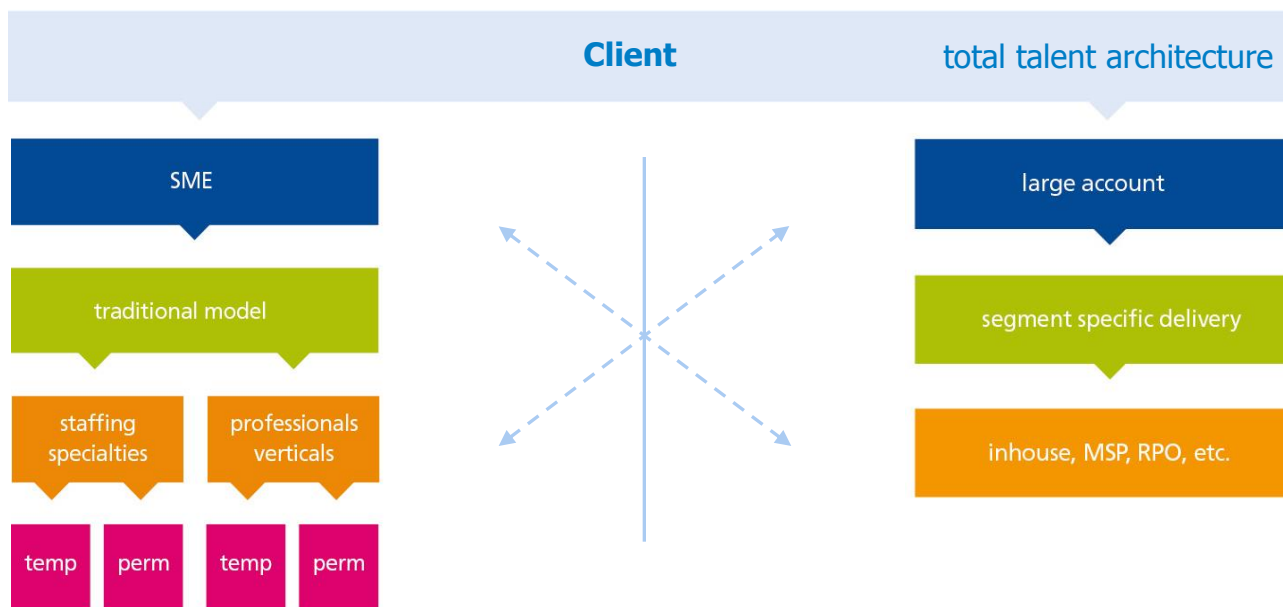 Client
total talent architecture
SME
large account
traditional model
segment specific delivery
staffing
specialties
professionals
verticals
inhouse, MSP, RPO, etc.
temp
perm
temp
perm